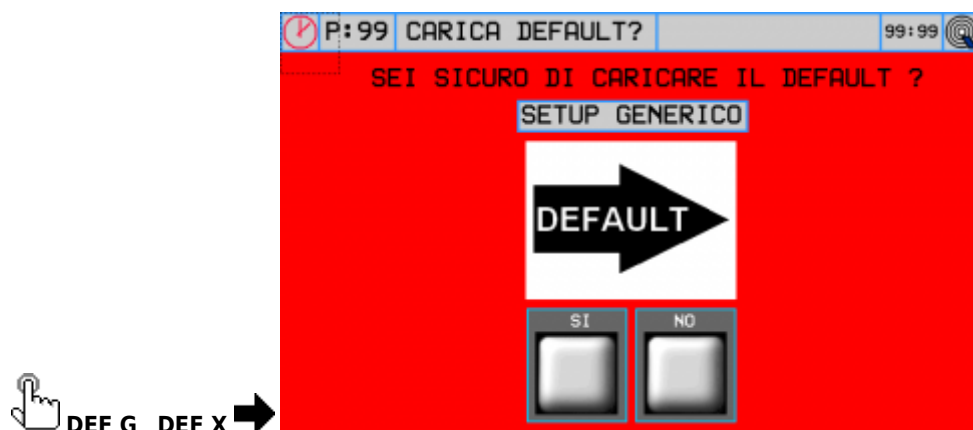 P:99 CARICA DEFAULT? 99:99
SEI SICURO DI CARICARE IL DEFAULT ?
SETUP GENERICO
DEFAULT
SI NO
DEF G DEF X